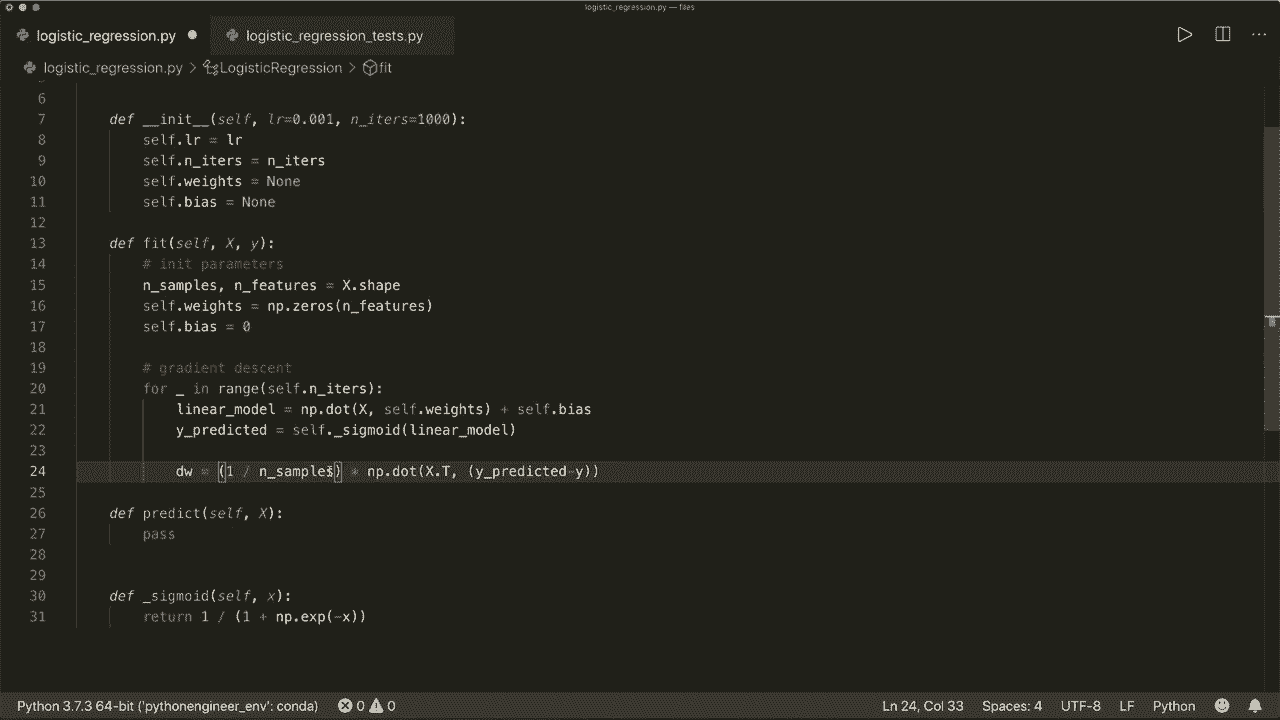 logistic_regression.py — files
logistic_regression.py logistic_regression_tests.py
logistic_regression.py > LogisticRegression > fit
6
7 def __init__(self, lr=0.001, n_iters=1000):
8 self.lr = lr
9 self.n_iters = n_iters
10 self.weights = None
11 self.bias = None
12
13 def fit(self, X, y):
14 # init parameters
15 n_samples, n_features = X.shape
16 self.weights = np.zeros(n_features)
17 self.bias = 0
18
19 # gradient descent
20 for _ in range(self.n_iters):
21 linear_model = np.dot(X, self.weights) + self.bias
22 y_predicted = self._sigmoid(linear_model)
23
24 dw = (1 / n_samples) * np.dot(X.T, (y_predicted-y))
25
26 def predict(self, X):
27 pass
28
29
30 def _sigmoid(self, x):
31 return 1 / (1 + np.exp(-x))
Python 3.7.3 64-bit ('pythonengineer_env': conda) 0 0 Ln 24, Col 33 Spaces: 4 UTF-8 LF Python